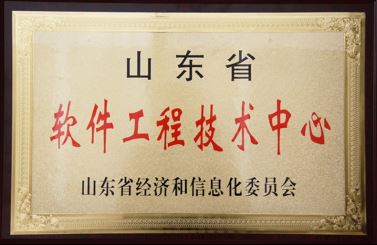 山东省
软件工程技术中心
山东省经济和信息化委员会